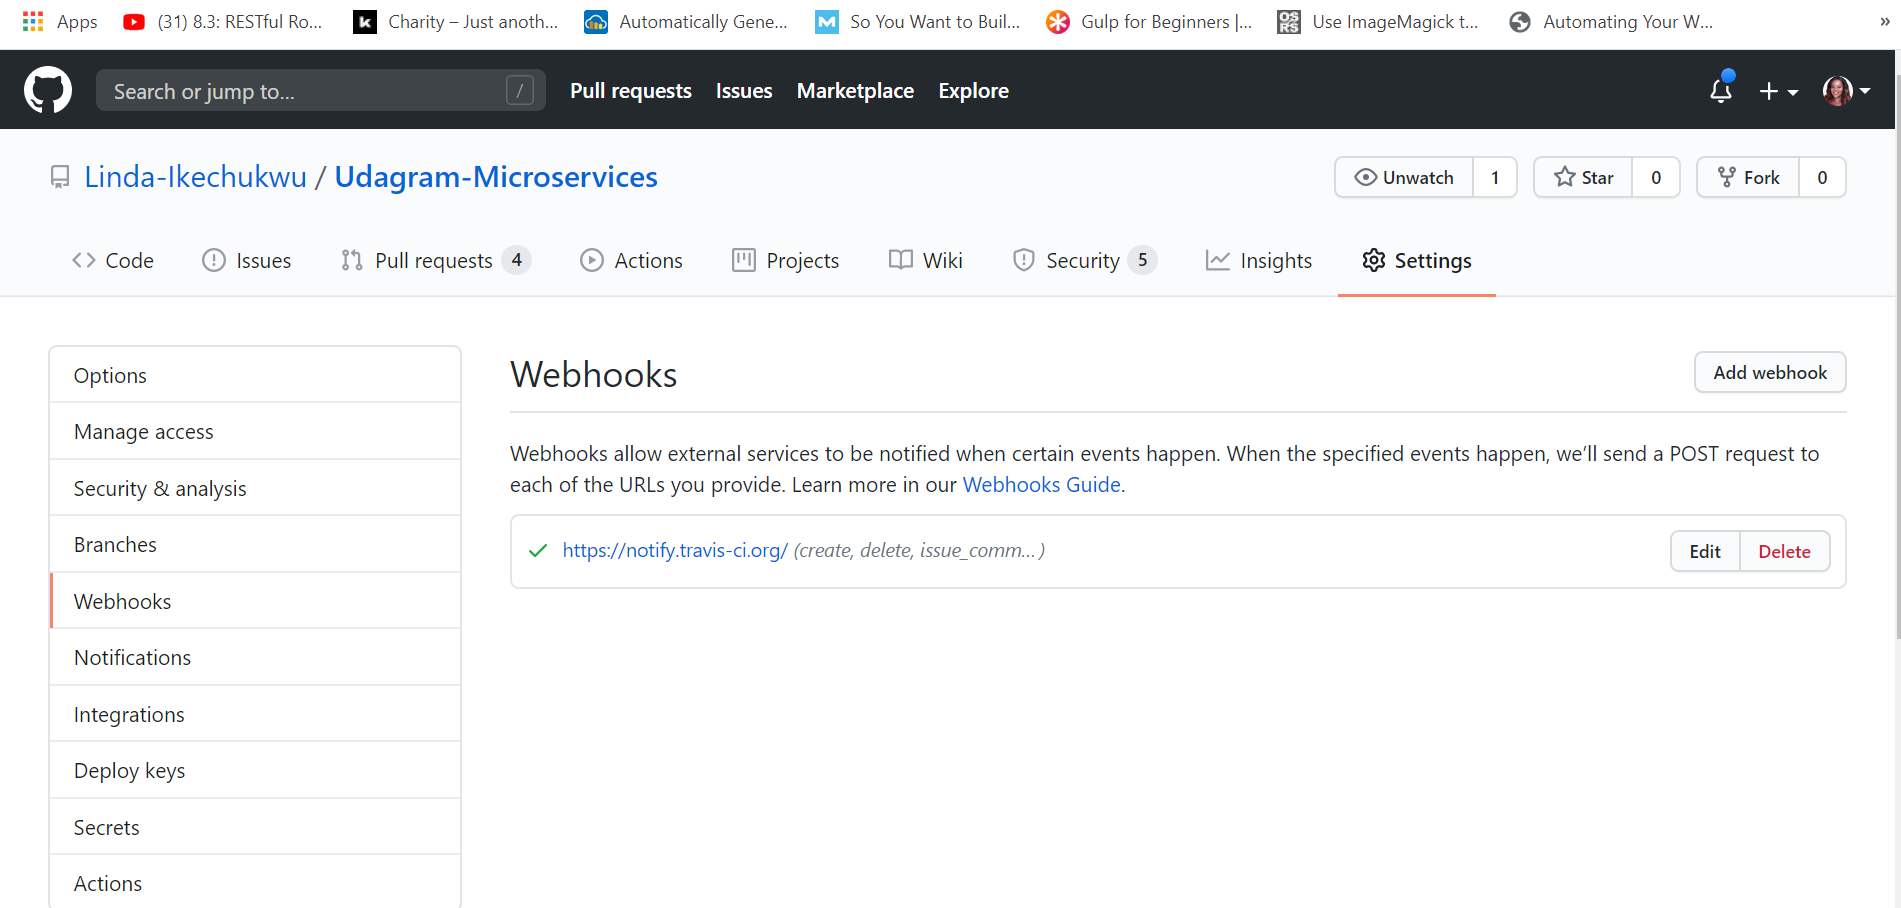 Apps (31) 8.3: RESTful Ro... Charity – Just anoth... Automatically Gene... So You Want to Buil... Gulp for Beginners |... Use ImageMagick t... Automating Your W... »
Search or jump to... / Pull requests Issues Marketplace Explore
Linda-Ikechukwu / Udagram-Microservices Unwatch 1 Star 0 Fork 0
Code Issues Pull requests 4 Actions Projects Wiki Security 5 Insights Settings
Options
Manage access
Security & analysis
Branches
Webhooks
Notifications
Integrations
Deploy keys
Secrets
Actions
Webhooks Add webhook
Webhooks allow external services to be notified when certain events happen. When the specified events happen, we’ll send a POST request to
each of the URLs you provide. Learn more in our Webhooks Guide.
https://notify.travis-ci.org/ (create, delete, issue_comm...) Edit Delete